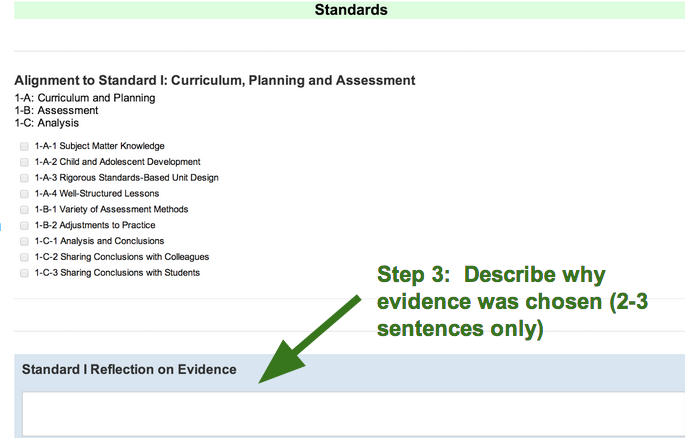 Standards
Alignment to Standard I: Curriculum, Planning and Assessment
1-A: Curriculum and Planning
1-B: Assessment
1-C: Analysis
1-A-1 Subject Matter Knowledge
1-A-2 Child and Adolescent Development
1-A-3 Rigorous Standards-Based Unit Design
1-A-4 Well-Structured Lessons
1-B-1 Variety of Assessment Methods
1-B-2 Adjustments to Practice
1-C-1 Analysis and Conclusions
1-C-2 Sharing Conclusions with Colleagues
1-C-3 Sharing Conclusions with Students
Step 3: Describe why
evidence was chosen (2-3
sentences only)
Standard I Reflection on Evidence